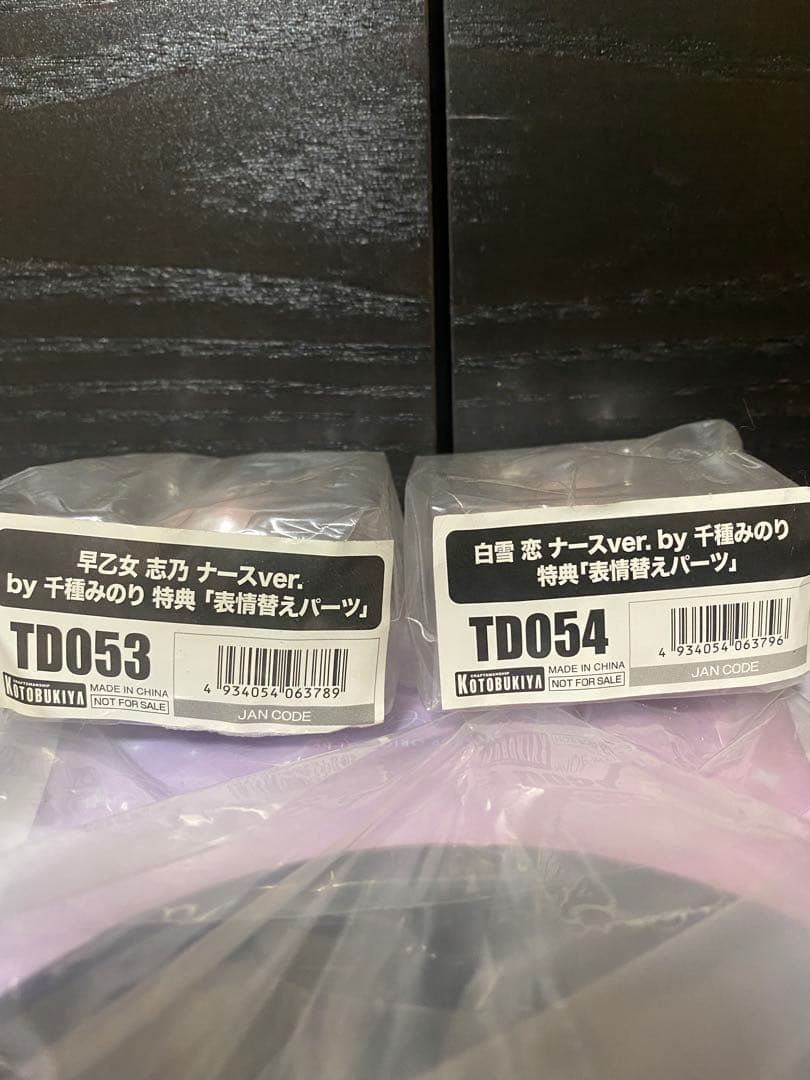 早乙女 志乃 ナースver.
by 千種みのり 特典 「表情替えパーツ」
TD053
CRAFTSMANSHIP
KOTOBUKIYA
MADE IN CHINA
NOT FOR SALE
4 934054 063789
JAN CODE
白雪 恋 ナースver. by 千種みのり
特典「表情替えパーツ」
TD054
CRAFTSMANSHIP
KOTOBUKIYA
MADE IN CHINA
NOT FOR SALE
4 934054 063796
JAN CODE